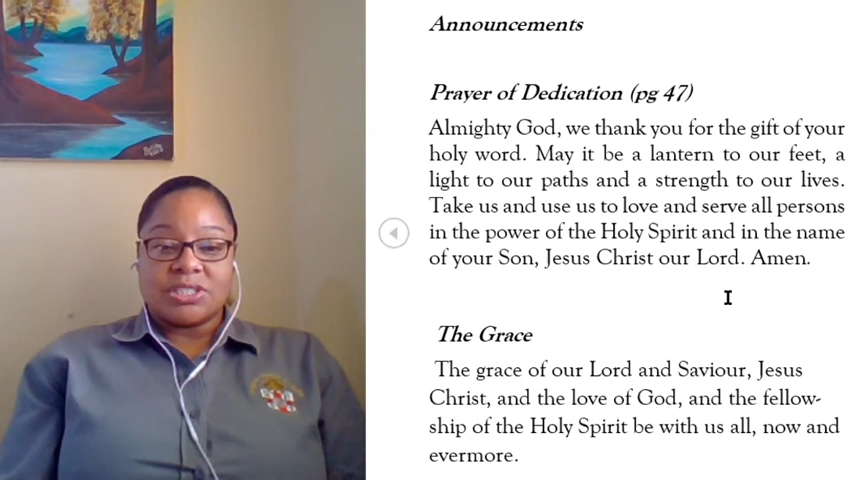 Announcements
Prayer of Dedication (pg 47)
Almighty God, we thank you for the gift of your
holy word. May it be a lantern to our feet, a
light to our paths and a strength to our lives.
Take us and use us to love and serve all persons
in the power of the Holy Spirit and in the name
of your Son, Jesus Christ our Lord. Amen.
The Grace
The grace of our Lord and Saviour, Jesus
Christ, and the love of God, and the fellow-
ship of the Holy Spirit be with us all, now and
evermore.